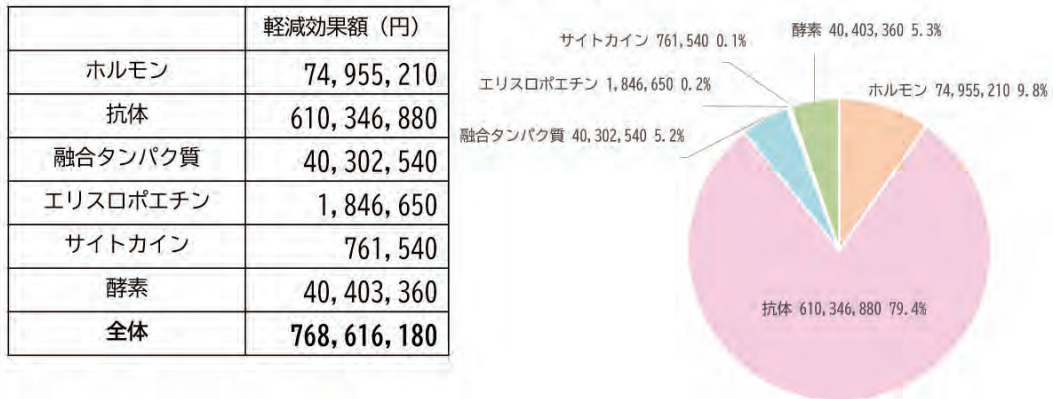 軽減効果額（円）
ホルモン 74,955,210
抗体 610,346,880
融合タンパク質 40,302,540
エリスロポエチン 1,846,650
サイトカイン 761,540
酵素 40,403,360
全体 768,616,180
酵素 40,403,360 5.3%
サイトカイン 761,540 0.1%
エリスロポエチン 1,846,650 0.2%
ホルモン 74,955,210 9.8%
融合タンパク質 40,302,540 5.2%
抗体 610,346,880 79.4%